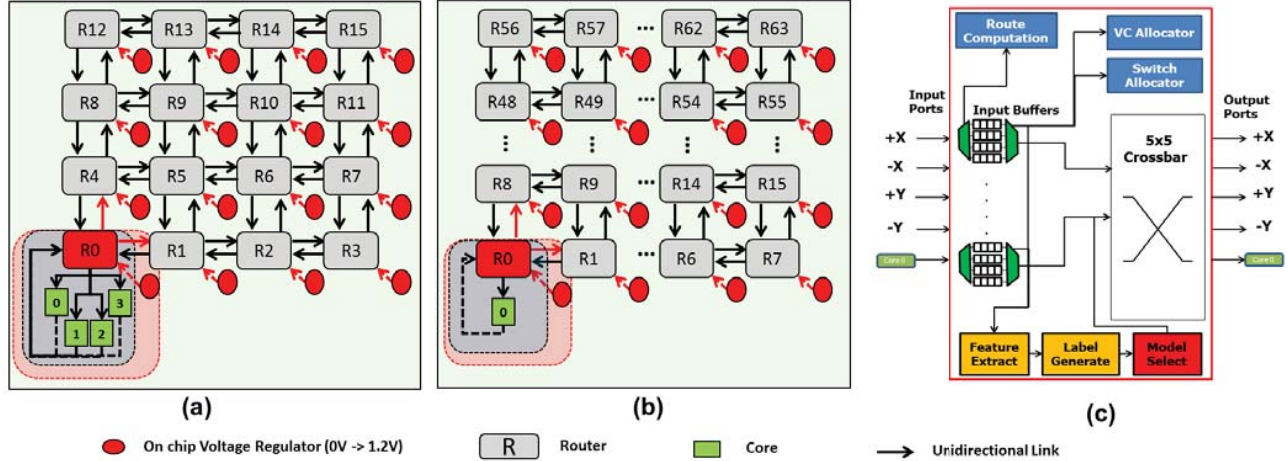 R12 R13 R14 R15
R8 R9 R10 R11
R4 R5 R6 R7
R0 R1 R2 R3
0 3
1 2
(a)
R56 R57 ... R62 R63
R48 R49 ... R54 R55
R8 R9 ... R14 R15
R0 R1 ... R6 R7
0
(b)
Route
Computation
VC Allocator
Switch
Allocator
Input
Ports
Input Buffers
Output
Ports
+X
-X
+Y
-Y
Core 0
5x5
Crossbar
+X
-X
+Y
-Y
Core 0
Feature
Extract
Label
Generate
Model
Select
(c)
On chip Voltage Regulator (0V -> 1.2V)
R Router
Core
Unidirectional Link